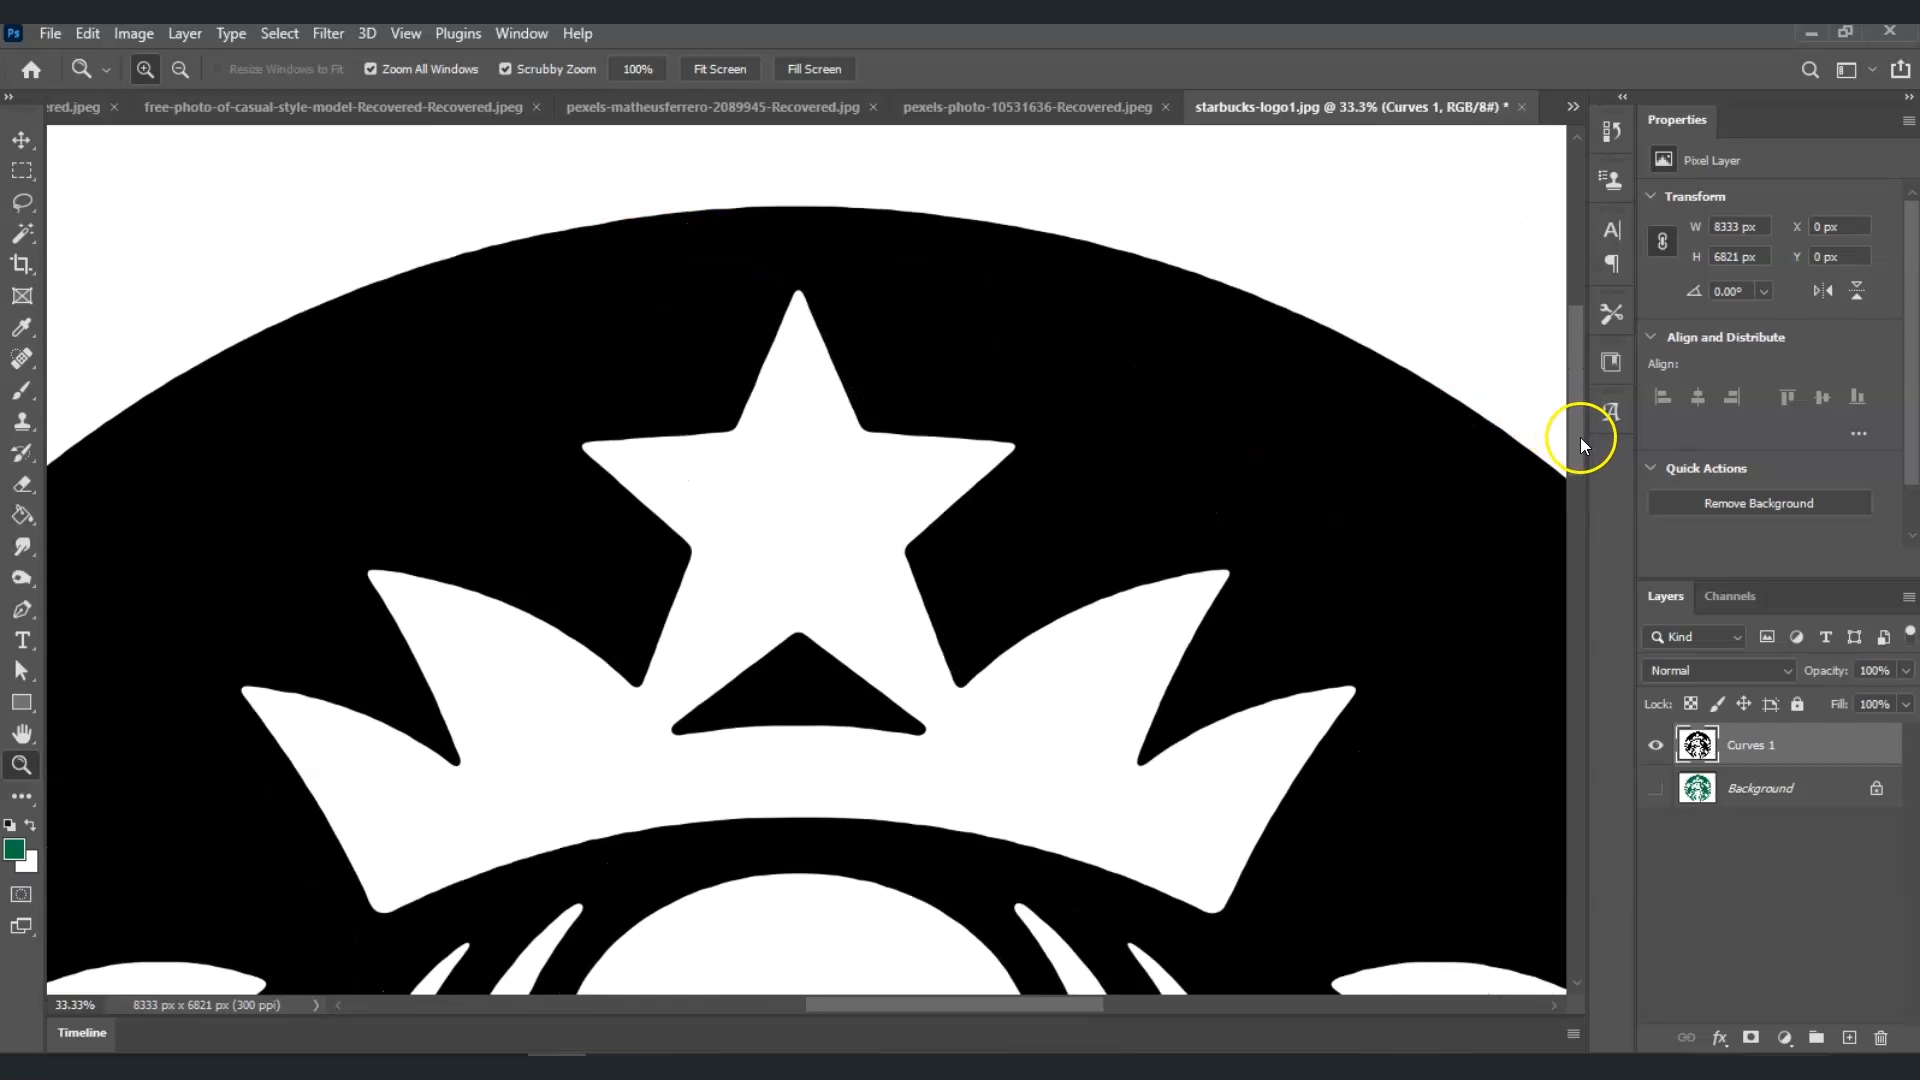 Ps File Edit Image Layer Type Select Filter 3D View Plugins Window Help
Resize Windows to Fit Zoom All Windows Scrubby Zoom 100% Fit Screen Fill Screen
red.jpeg × free-photo-of-casual-style-model-Recovered-Recovered.jpeg × pexels-matheusferrero-2089945-Recovered.jpg × pexels-photo-10531636-Recovered.jpeg × starbucks-logo1.jpg @ 33.3% (Curves 1, RGB/8#) * ×
Properties
Pixel Layer
Transform
W 8333 px X 0 px
H 6821 px Y 0 px
0.00°
Align and Distribute
Align:
Quick Actions
Remove Background
Layers Channels
Kind
Normal Opacity: 100%
Lock: Fill: 100%
Curves 1
Background
33.33% 8333 px x 6821 px (300 ppi)
Timeline